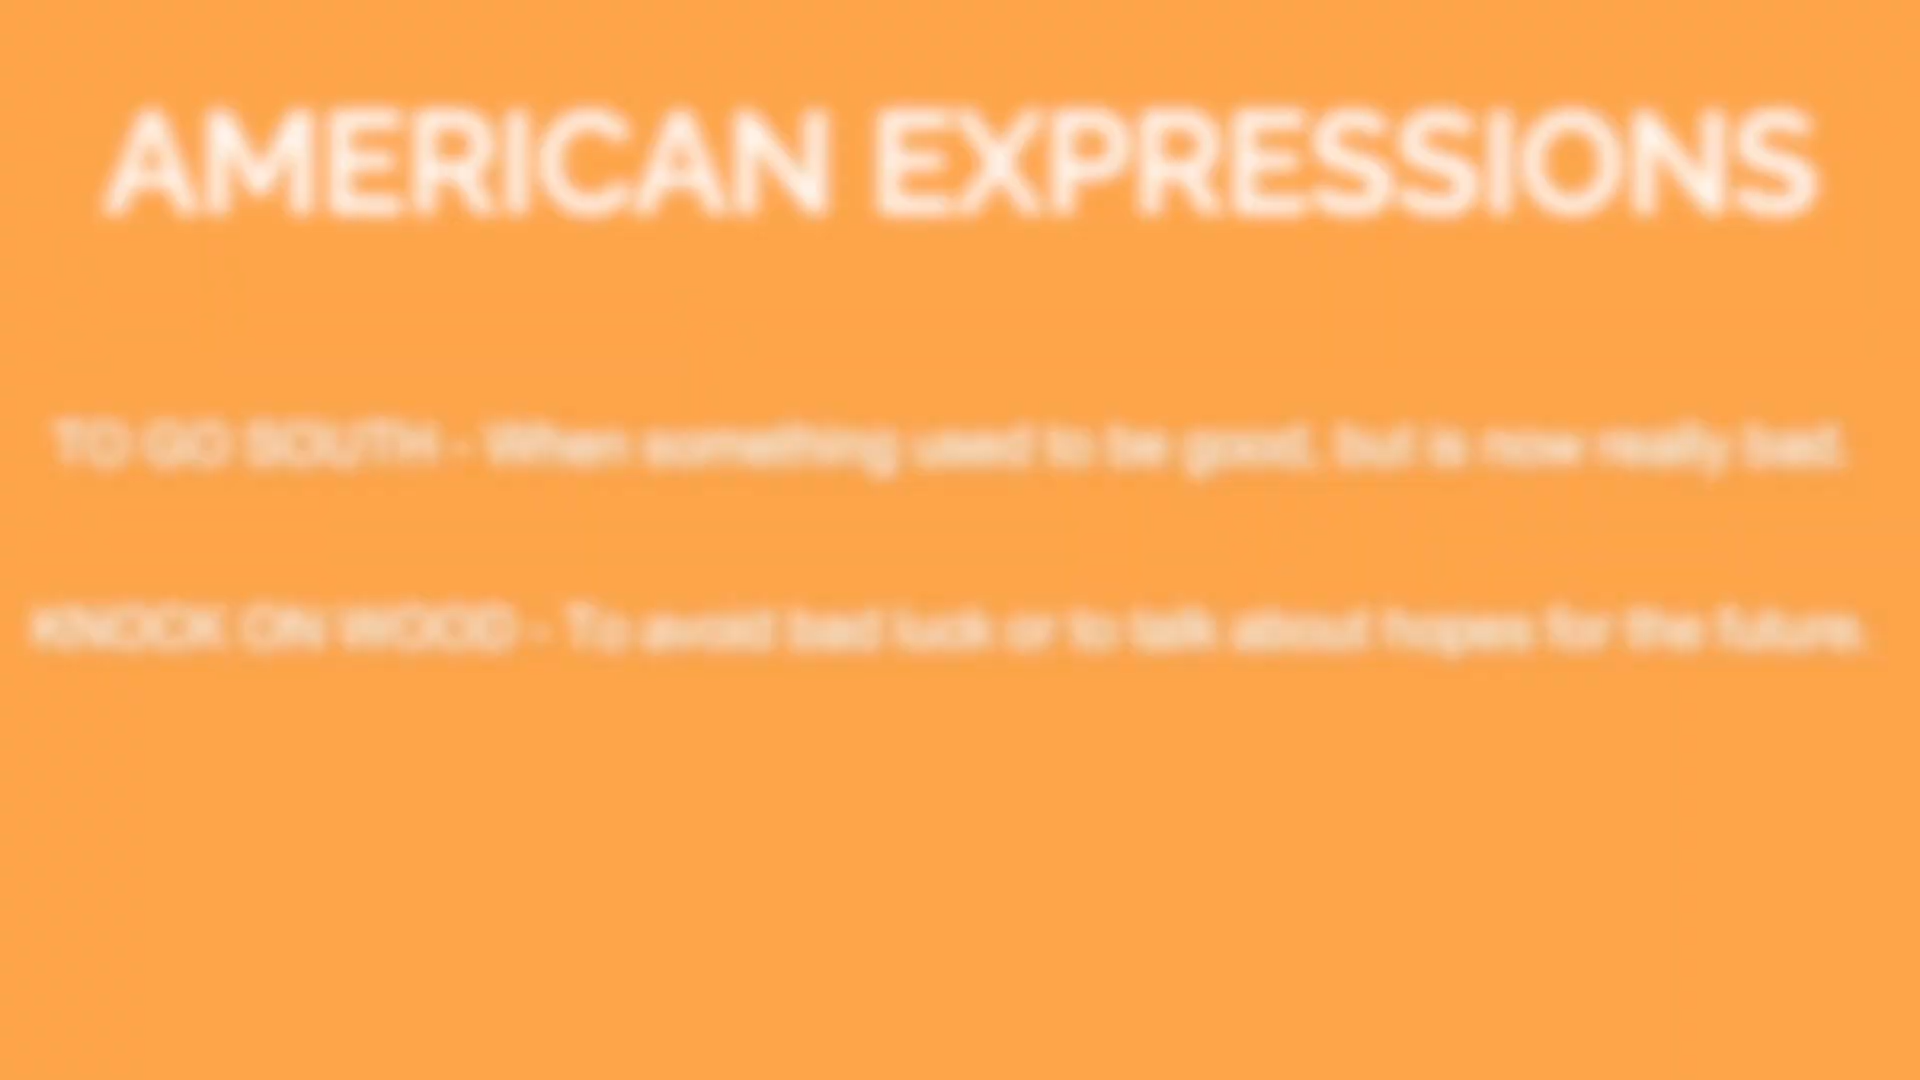 AMERICAN EXPRESSIONS
TO GO SOUTH - When something used to be good, but is now really bad.
KNOCK ON WOOD - To avoid bad luck or to talk about hopes for the future.